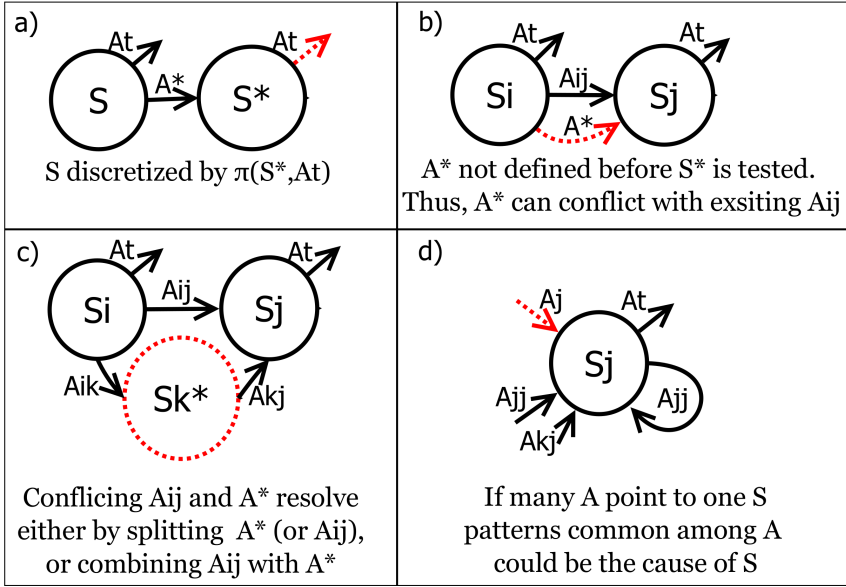 a)
At
At
A*
S
S*
S discretized by π(S*,At)
b)
At
At
Aij
Si
Sj
A*
A* not defined before S* is tested.
Thus, A* can conflict with exsiting Aij
c)
At
At
Aij
Si
Sj
Aik
Sk*
Akj
Conflicing Aij and A* resolve
either by splitting A* (or Aij),
or combining Aij with A*
d)
Aj
At
Sj
Ajj
Ajj
Akj
If many A point to one S
patterns common among A
could be the cause of S